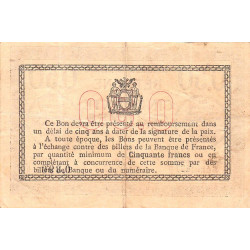 Ce Bon devra être présenté au remboursement dans
un délai de cinq ans à dater de la signature de la paix.
A toute époque, les Bons peuvent être présentés
à l'échange contre des billets de la Banque de France,
par quantité minimum de Cinquante francs ou en
complétant à concurrence de cette somme par des
billets Banque ou du numéraire.